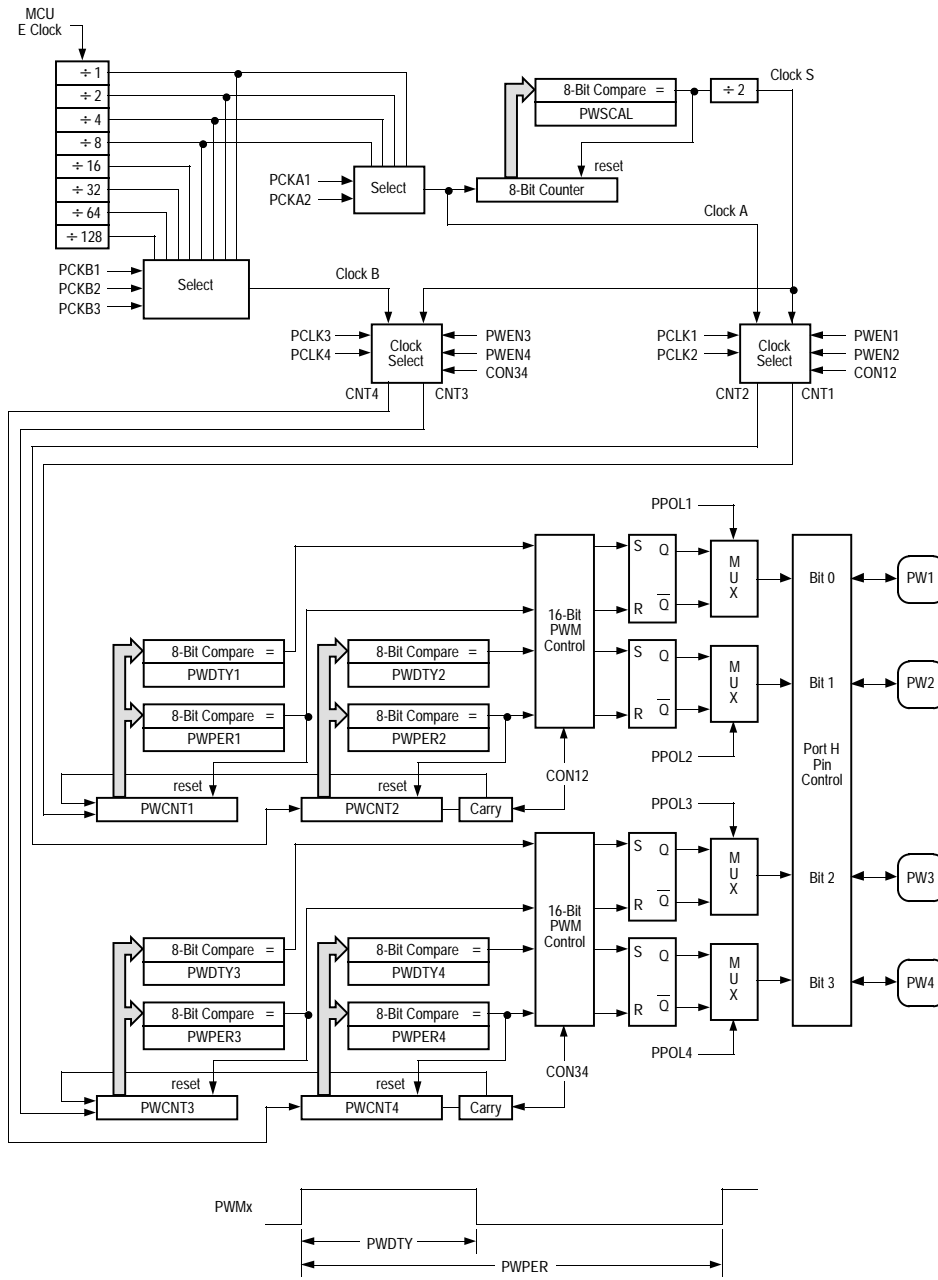 MCU
E Clock
÷ 1
÷ 2
÷ 4
÷ 8
÷ 16
÷ 32
÷ 64
÷ 128
PCKA1
PCKA2
Select
8-Bit Compare =
PWSCAL
÷ 2
Clock S
reset
8-Bit Counter
Clock A
PCKB1
PCKB2
PCKB3
Select
Clock B
PCLK3
PCLK4
Clock
Select
PWEN3
PWEN4
CON34
CNT4
CNT3
PCLK1
PCLK2
Clock
Select
PWEN1
PWEN2
CON12
CNT2
CNT1
PPOL1
S Q
R Q̅
M
U
X
Bit 0
PW1
16-Bit
PWM
Control
8-Bit Compare =
PWDTY1
8-Bit Compare =
PWDTY2
S Q
R Q̅
M
U
X
Bit 1
PW2
8-Bit Compare =
PWPER1
8-Bit Compare =
PWPER2
PPOL2
Port H
Pin
Control
CON12
reset
reset
PWCNT1
PWCNT2
Carry
PPOL3
S Q
R Q̅
M
U
X
Bit 2
PW3
16-Bit
PWM
Control
8-Bit Compare =
PWDTY3
8-Bit Compare =
PWDTY4
S Q
R Q̅
M
U
X
Bit 3
PW4
8-Bit Compare =
PWPER3
8-Bit Compare =
PWPER4
PPOL4
CON34
reset
reset
PWCNT3
PWCNT4
Carry
PWMx
PWDTY
PWPER